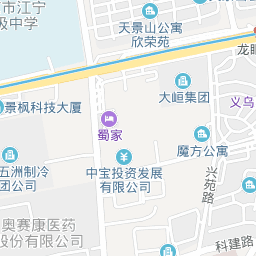 市江宁
级中学
天景山公寓
欣荣苑
龙眠
大峘集团
景枫科技大厦
义乌
蜀家
魔方公寓
五洲制冷
公司
中宝投资发展
有限公司
兴苑路
奥赛康医药
股份有限公司
科建路